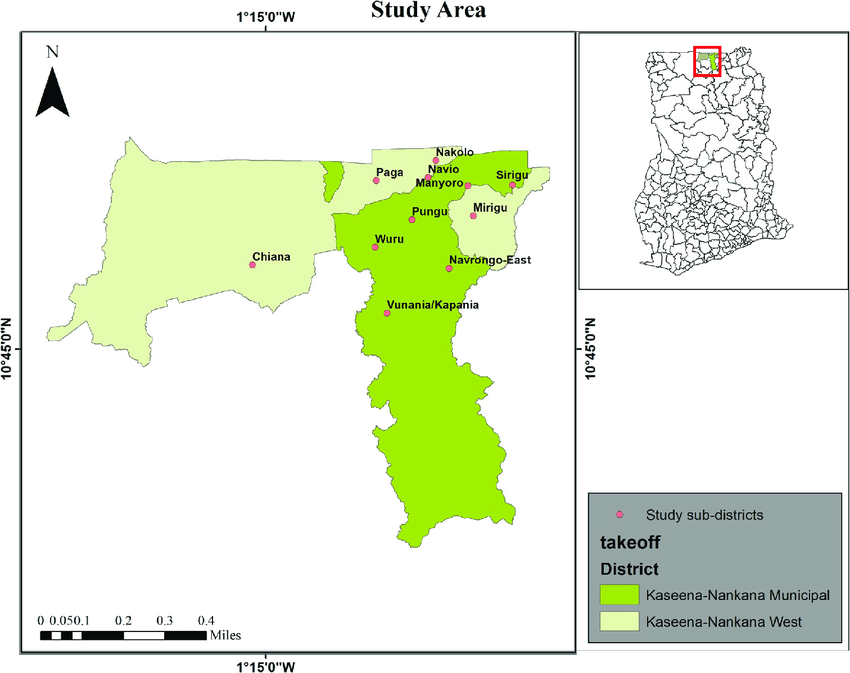 Study Area
1°15'0"W
N
Nakolo
Navio
Paga
Manyoro
Sirigu
Pungu
Mirigu
Wuru
Chiana
Navrongo-East
Vunania/Kapania
10°45'0"N
10°45'0"N
Study sub-districts
takeoff
District
Kaseena-Nankana Municipal
Kaseena-Nankana West
0 0.050.1 0.2 0.3 0.4
Miles
1°15'0"W